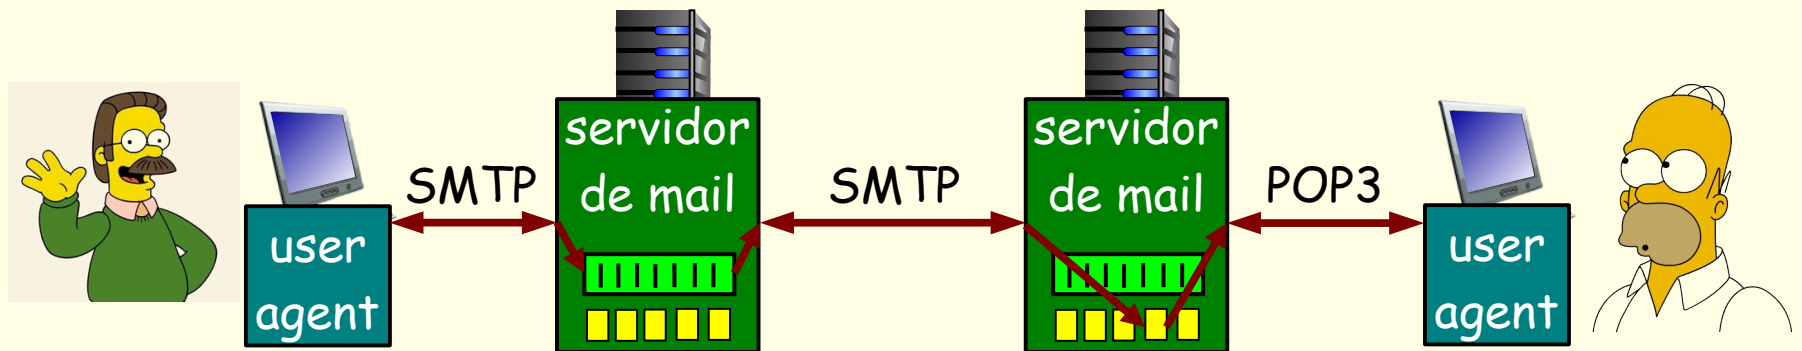 servidor
de mail
servidor
de mail
SMTP
SMTP
POP3
user
agent
user
agent